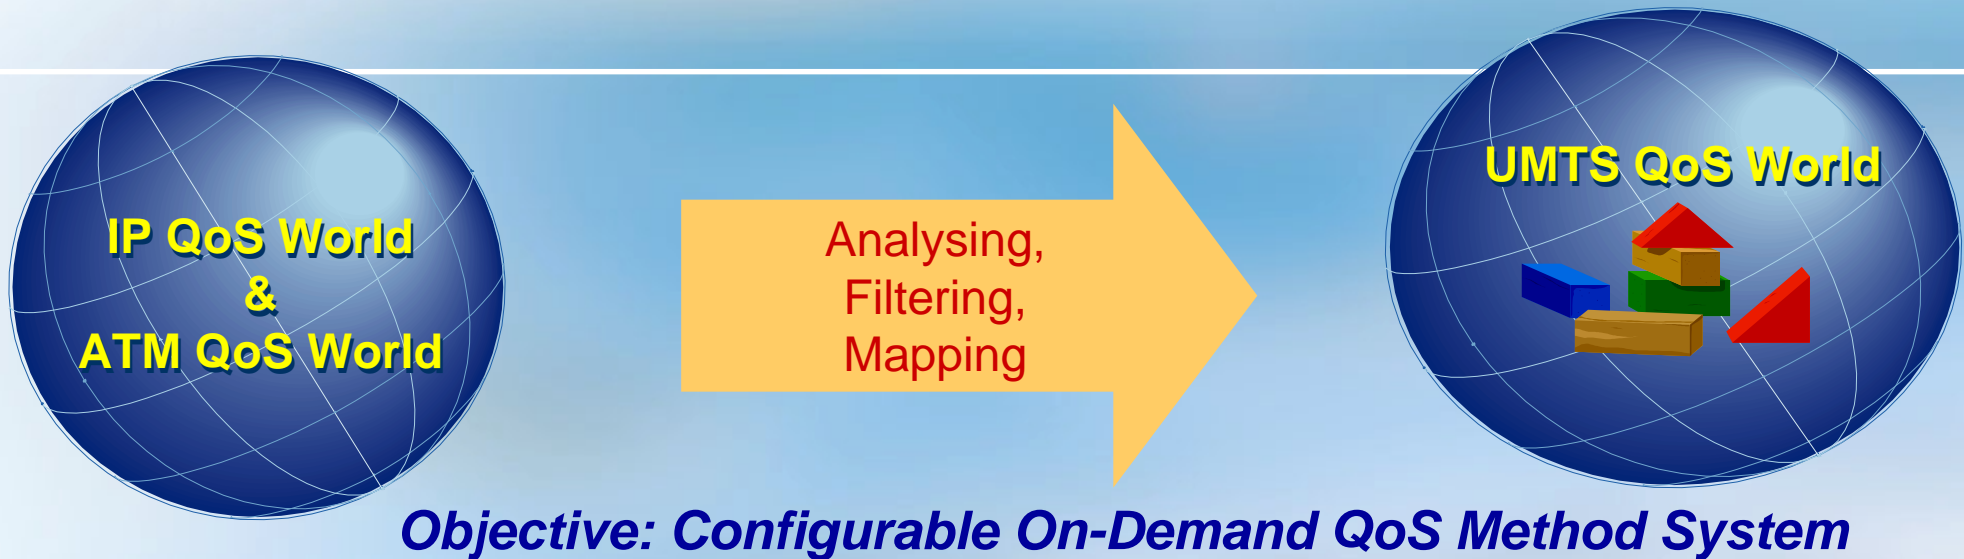 IP QoS World
&
ATM QoS World
Analysing,
Filtering,
Mapping
UMTS QoS World
Objective: Configurable On-Demand QoS Method System